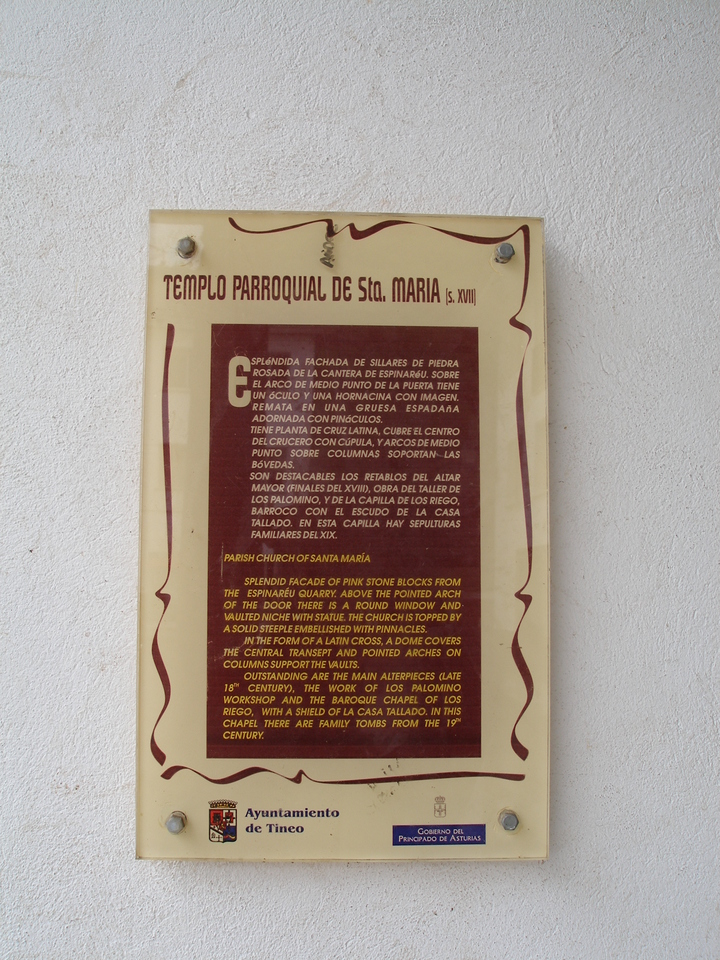 TEMPLO PARROQUIAL DE Sta. MARIA (s. XVII)
ESPLéNDIDA FACHADA DE SILLARES DE PIEDRA
ROSADA DE LA CANTERA DE ESPINARéU. SOBRE
EL ARCO DE MEDIO PUNTO DE LA PUERTA TIENE
UN óCULO Y UNA HORNACINA CON IMAGEN.
REMATA EN UNA GRUESA ESPADAñA
ADORNADA CON PINáCULOS.
TIENE PLANTA DE CRUZ LATINA, CUBRE EL CENTRO
DEL CRUCERO CON CúPULA, Y ARCOS DE MEDIO
PUNTO SOBRE COLUMNAS SOPORTAN LAS
BóVEDAS.
SON DESTACABLES LOS RETABLOS DEL ALTAR
MAYOR (FINALES DEL XVIII), OBRA DEL TALLER DE
LOS PALOMINO, Y DE LA CAPILLA DE LOS RIEGO,
BARROCO CON EL ESCUDO DE LA CASA
TALLADO. EN ESTA CAPILLA HAY SEPULTURAS
FAMILIARES DEL XIX.
PARISH CHURCH OF SANTA MARÍA
SPLENDID FACADE OF PINK STONE BLOCKS FROM
THE ESPINARÉU QUARRY. ABOVE THE POINTED ARCH
OF THE DOOR THERE IS A ROUND WINDOW AND
VAULTED NICHE WITH STATUE. THE CHURCH IS TOPPED BY
A SOLID STEEPLE EMBELLISHED WITH PINNACLES.
IN THE FORM OF A LATIN CROSS, A DOME COVERS
THE CENTRAL TRANSEPT AND POINTED ARCHES ON
COLUMNS SUPPORT THE VAULTS.
OUTSTANDING ARE THE MAIN ALTERPIECES (LATE
18TH CENTURY), THE WORK OF LOS PALOMINO
WORKSHOP AND THE BAROQUE CHAPEL OF LOS
RIEGO, WITH A SHIELD OF LA CASA TALLADO. IN THIS
CHAPEL THERE ARE FAMILY TOMBS FROM THE 19TH
CENTURY.
Ayuntamiento
de Tineo
GOBIERNO DEL
PRINCIPADO DE ASTURIAS